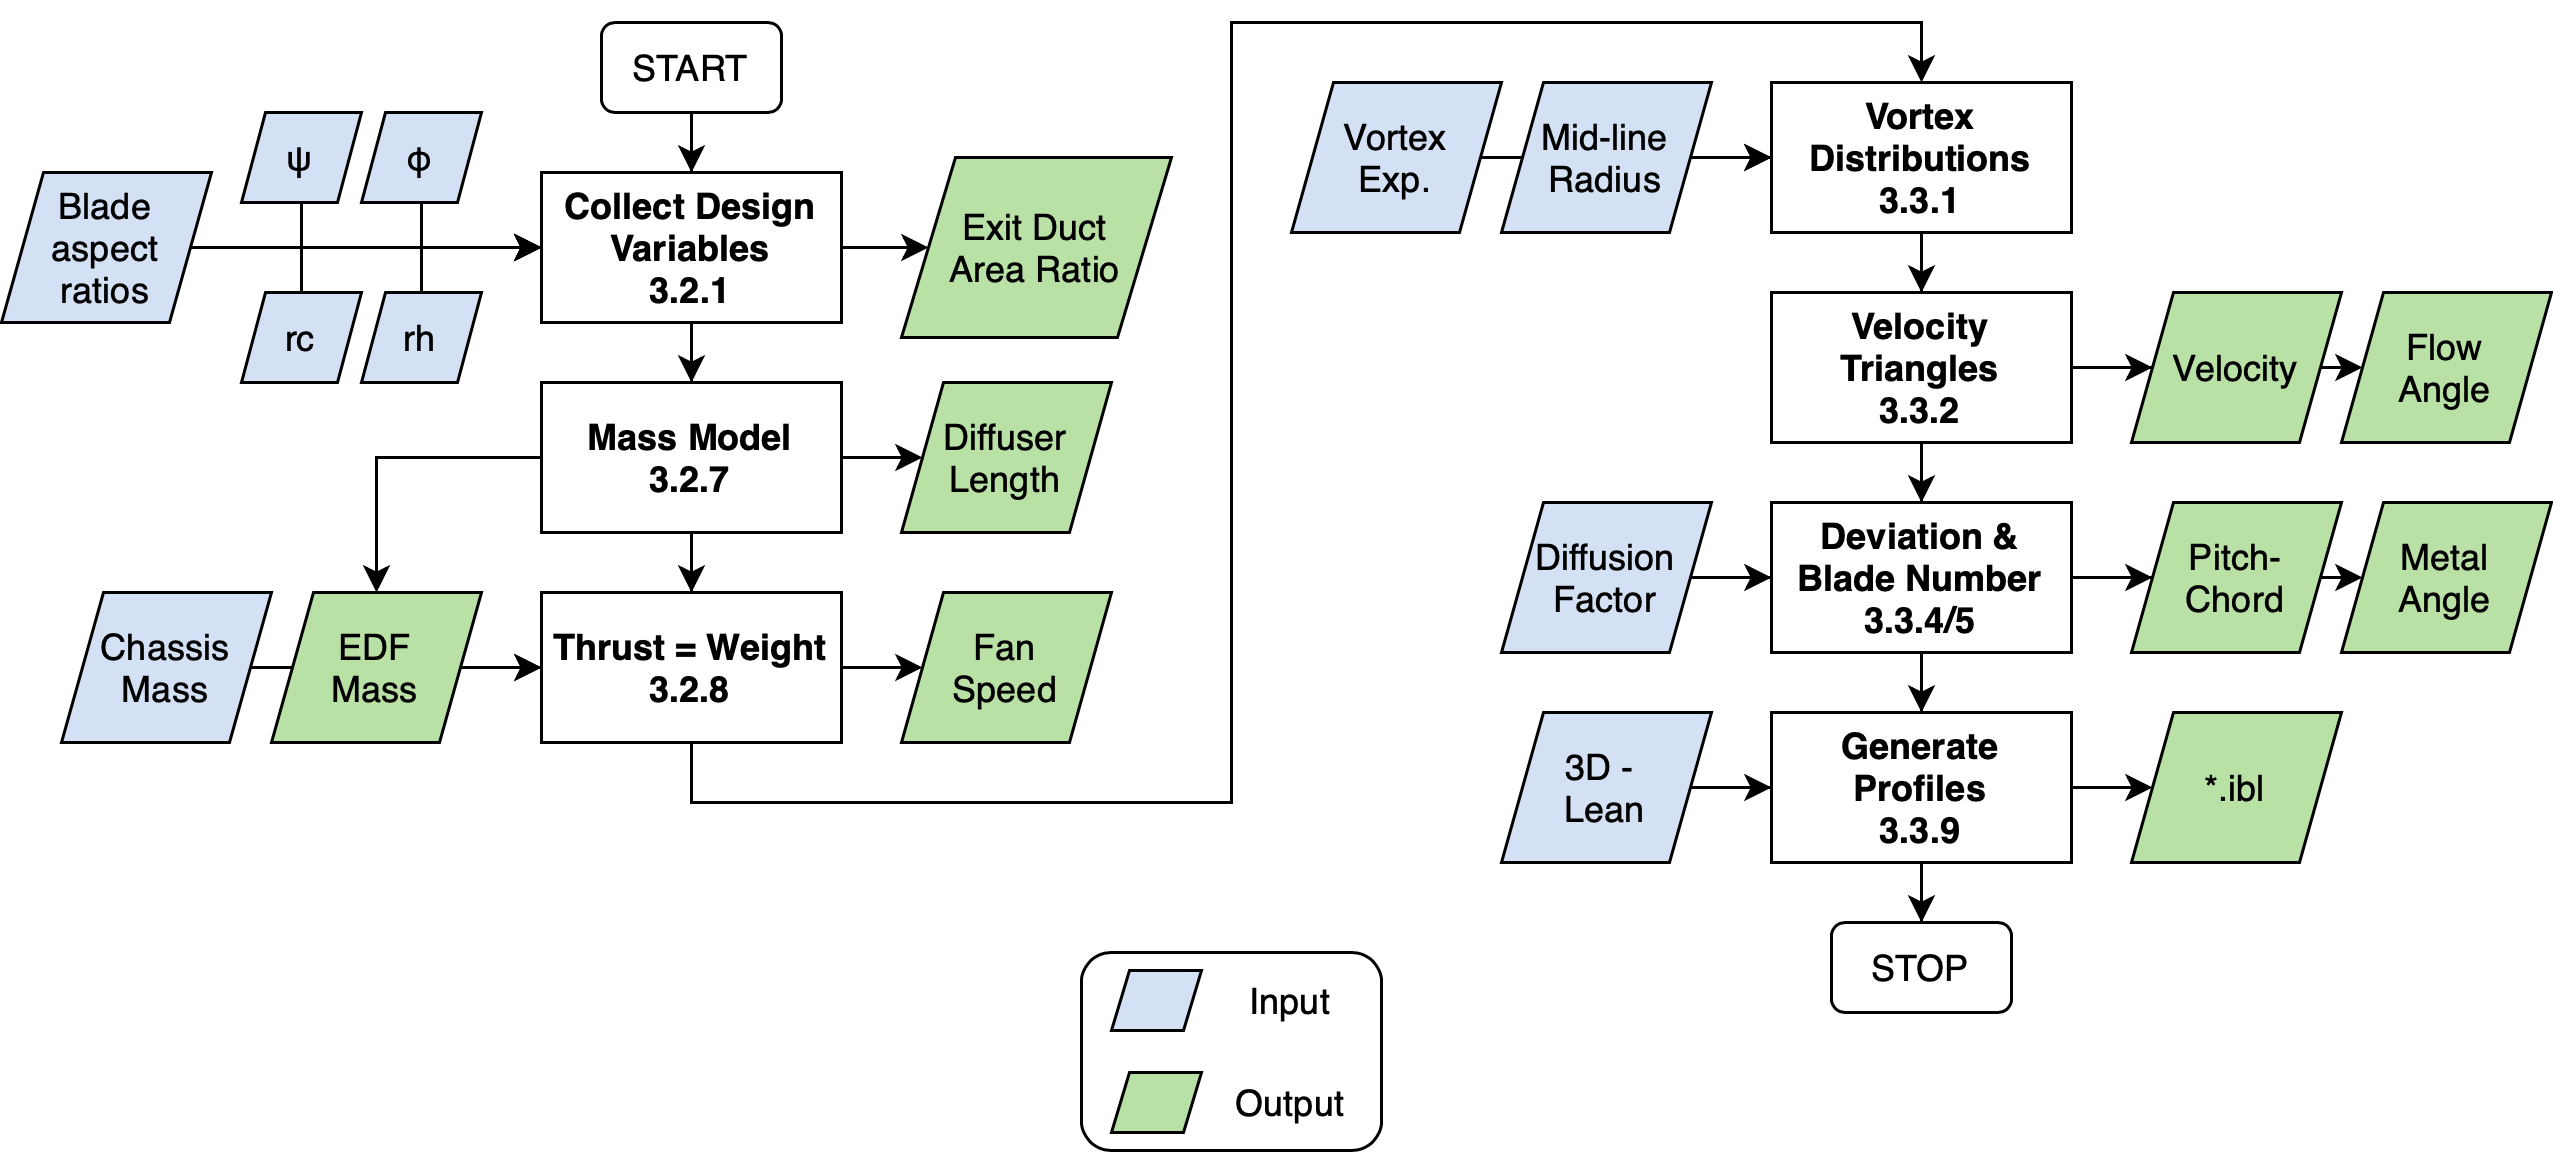 START
ψ
ϕ
Blade
aspect
ratios
rc
rh
Collect Design
Variables
3.2.1
Exit Duct
Area Ratio
Mass Model
3.2.7
Diffuser
Length
Chassis
Mass
EDF
Mass
Thrust = Weight
3.2.8
Fan
Speed
Vortex
Exp.
Mid-line
Radius
Vortex
Distributions
3.3.1
Velocity
Triangles
3.3.2
Velocity
Flow
Angle
Diffusion
Factor
Deviation &
Blade Number
3.3.4/5
Pitch-
Chord
Metal
Angle
3D -
Lean
Generate
Profiles
3.3.9
*.ibl
STOP
Input
Output